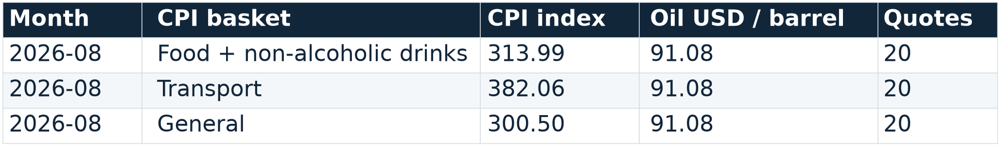 Month CPI basket CPI index Oil USD / barrel Quotes
2026-08 Food + non-alcoholic drinks 313.99 91.08 20
2026-08 Transport 382.06 91.08 20
2026-08 General 300.50 91.08 20